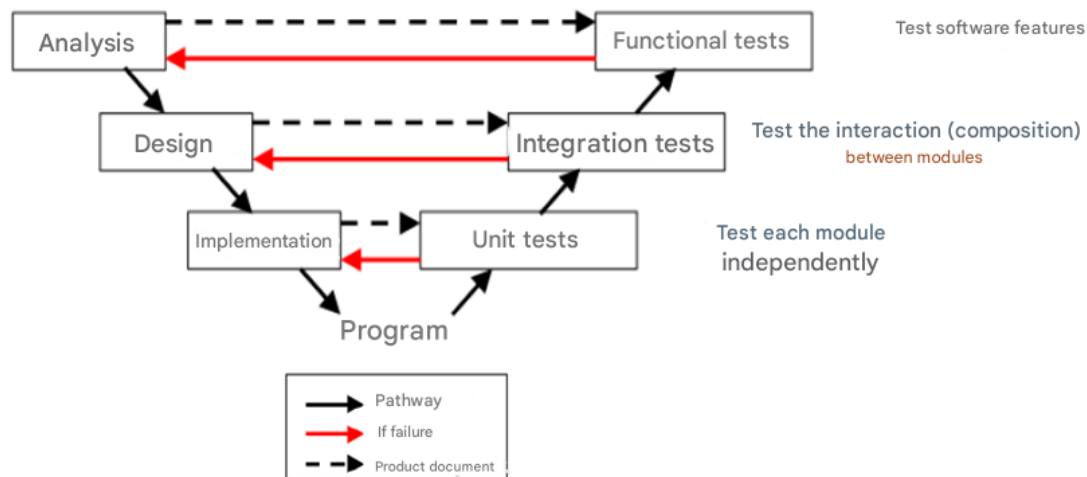 Analysis
Functional tests
Test software features
Design
Integration tests
Test the interaction (composition)
between modules
Implementation
Unit tests
Test each module
independently
Program
Pathway
If failure
Product document